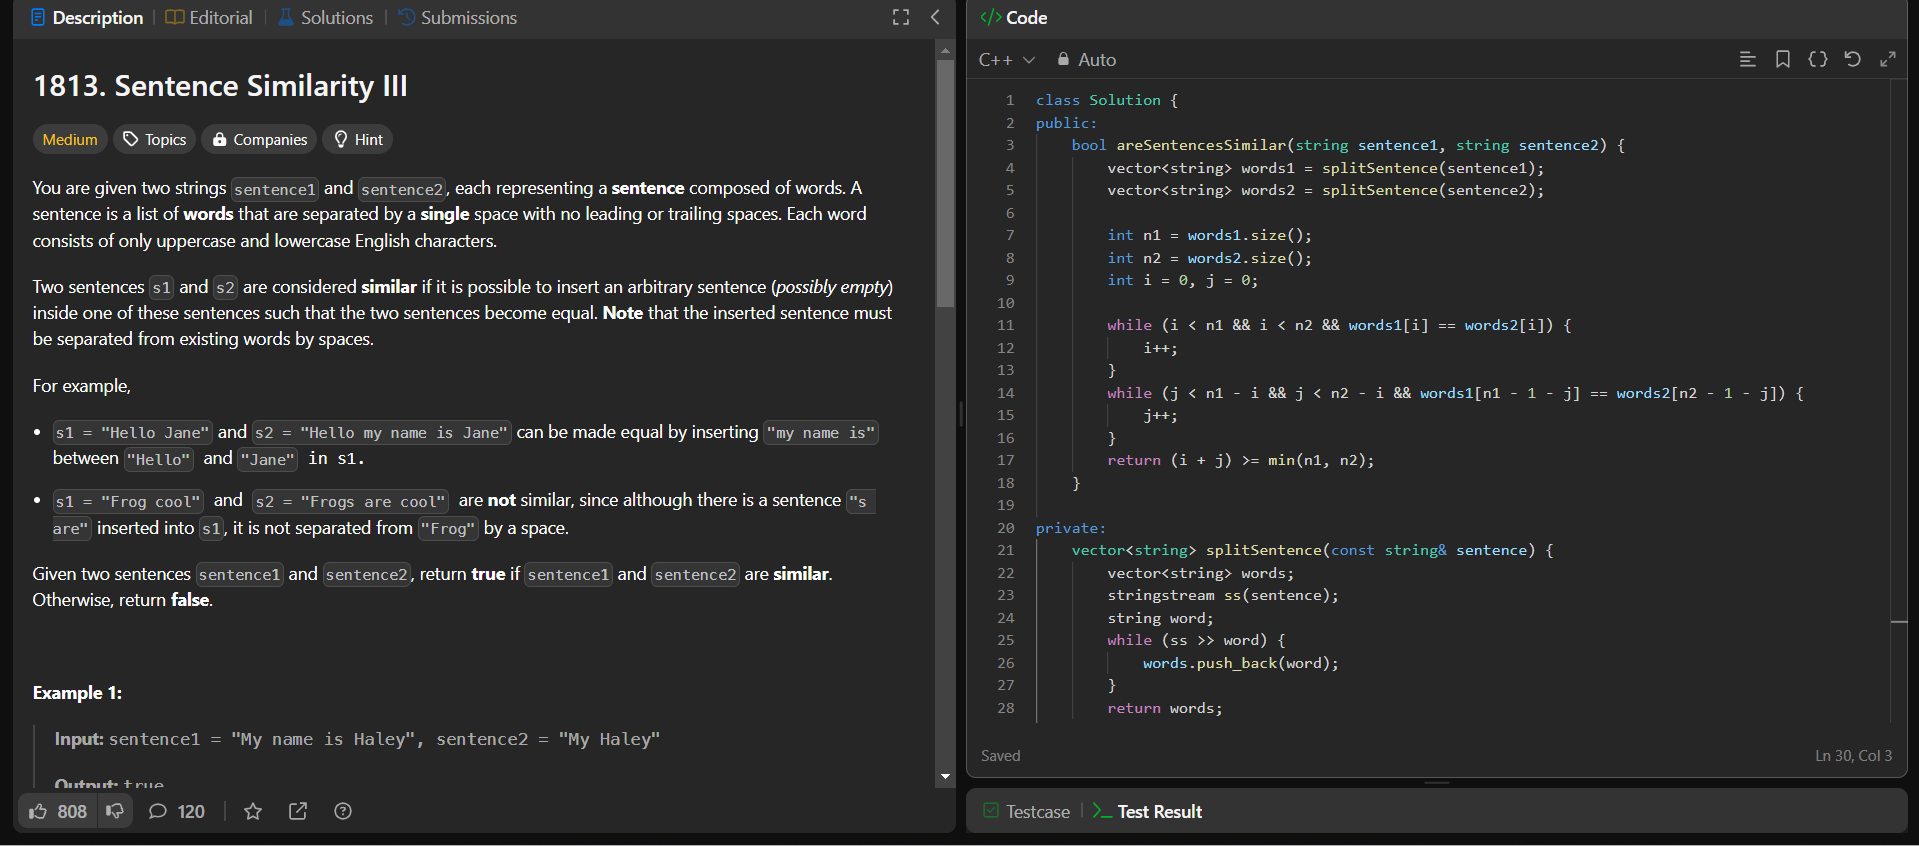 Description | Editorial | Solutions | Submissions
1813. Sentence Similarity III
Medium Topics Companies Hint
You are given two strings sentence1 and sentence2, each representing a sentence composed of words. A
sentence is a list of words that are separated by a single space with no leading or trailing spaces. Each word
consists of only uppercase and lowercase English characters.
Two sentences s1 and s2 are considered similar if it is possible to insert an arbitrary sentence (possibly empty)
inside one of these sentences such that the two sentences become equal. Note that the inserted sentence must
be separated from existing words by spaces.
For example,
• s1 = "Hello Jane" and s2 = "Hello my name is Jane" can be made equal by inserting "my name is"
between "Hello" and "Jane" in s1.
• s1 = "Frog cool" and s2 = "Frogs are cool" are not similar, since although there is a sentence "s
are" inserted into s1, it is not separated from "Frog" by a space.
Given two sentences sentence1 and sentence2, return true if sentence1 and sentence2 are similar.
Otherwise, return false.
Example 1:
Input: sentence1 = "My name is Haley", sentence2 = "My Haley"
Output: true
808 120
</> Code
C++ Auto
1 class Solution {
2 public:
3 bool areSentencesSimilar(string sentence1, string sentence2) {
4 vector<string> words1 = splitSentence(sentence1);
5 vector<string> words2 = splitSentence(sentence2);
6
7 int n1 = words1.size();
8 int n2 = words2.size();
9 int i = 0, j = 0;
10
11 while (i < n1 && i < n2 && words1[i] == words2[i]) {
12 i++;
13 }
14 while (j < n1 - i && j < n2 - i && words1[n1 - 1 - j] == words2[n2 - 1 - j]) {
15 j++;
16 }
17 return (i + j) >= min(n1, n2);
18 }
19
20 private:
21 vector<string> splitSentence(const string& sentence) {
22 vector<string> words;
23 stringstream ss(sentence);
24 string word;
25 while (ss >> word) {
26 words.push_back(word);
27 }
28 return words;
Saved Ln 30, Col 3
Testcase | >_ Test Result